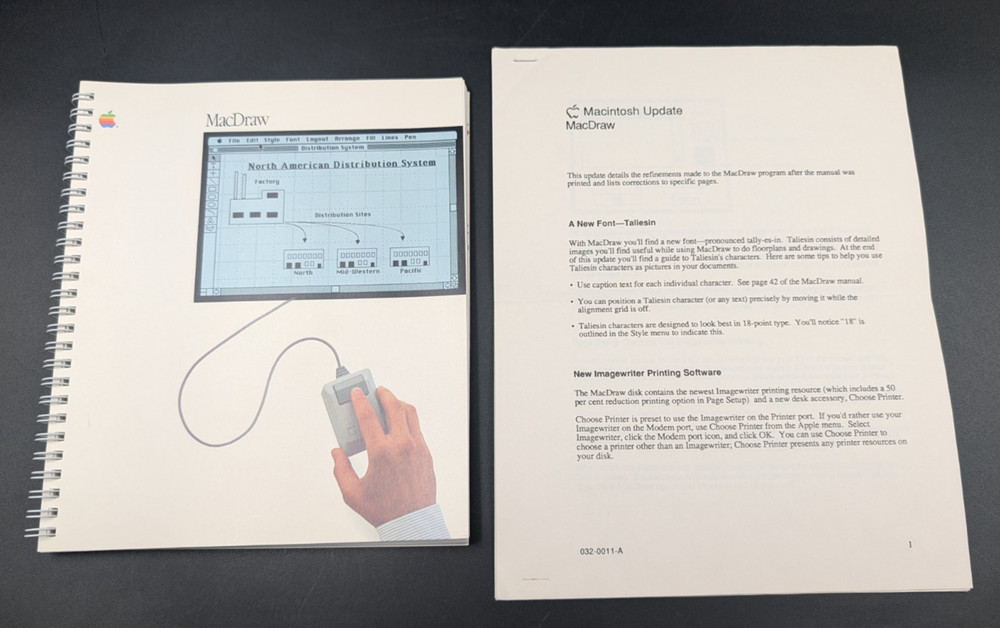 MacDraw
File Edit Style Font Layout Arrange Fill Lines Pen
Distribution System
North American Distribution System
Factory
Distribution Sites
North
Mid-Western
Pacific
Macintosh Update
MacDraw
This update details the refinements made to the MacDraw program after the manual was
printed and lists corrections to specific pages.
A New Font—Taliesin
With MacDraw you'll find a new font—pronounced tally-es-in. Taliesin consists of detailed
images you'll find useful while using MacDraw to do floorplans and drawings. At the end
of this update you'll find a guide to Taliesin's characters. Here are some tips to help you use
Taliesin characters as pictures in your documents.
• Use caption text for each individual character. See page 42 of the MacDraw manual.
• You can position a Taliesin character (or any text) precisely by moving it while the
alignment grid is off.
• Taliesin characters are designed to look best in 18-point type. You'll notice "18" is
outlined in the Style menu to indicate this.
New Imagewriter Printing Software
The MacDraw disk contains the newest Imagewriter printing resource (which includes a 50
per cent reduction printing option in Page Setup) and a new desk accessory, Choose Printer.
Choose Printer is preset to use the Imagewriter on the Printer port. If you'd rather use your
Imagewriter on the Modem port, use Choose Printer from the Apple menu. Select
Imagewriter, click the Modem port icon, and click OK. You can use Choose Printer to
choose a printer other than an Imagewriter; Choose Printer presents any printer resources on
your disk.
032-0011-A
1